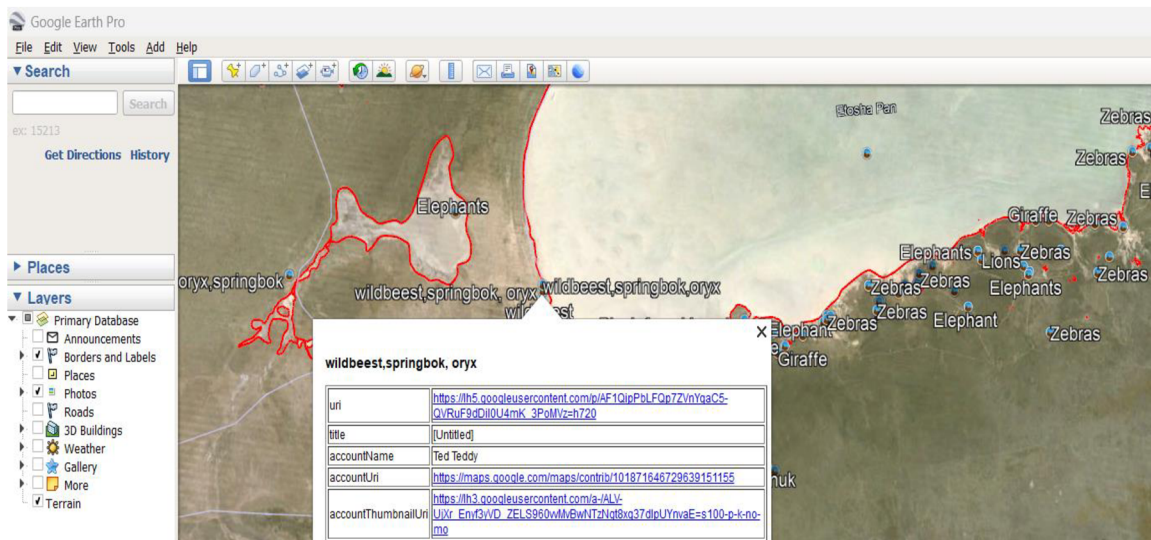 Google Earth Pro
File Edit View Tools Add Help
Search
Search
ex: 15213
Get Directions History
Places
Layers
Primary Database
Announcements
Borders and Labels
Places
Photos
Roads
3D Buildings
Weather
Gallery
More
Terrain
Etosha Pan
Zebras
Zebras
E
Elephants
Giraffe Zebras
Elephants Lions Zebras
oryx,springbok
wildbeest,springbok, oryx wildbeest,springbok,oryx
Zebras Zebras Elephants Zebras
Elephant Zebras Zebras Elephant
Zebras
Giraffe
wildbeest,springbok, oryx
uri
https://lh5.googleusercontent.com/p/AF1QipPbLFQp7ZVnYqaC5-
QVRuF9dDil0U4mK_3PoMVz=h720
title [Untitled]
accountName Ted Teddy
accountUri https://maps.google.com/maps/contrib/101871646729639151155
accountThumbnailUri
https://lh3.googleusercontent.com/a-/ALV-
UjXr_Enyf3yVD_ZELS960wMvBwNTzNqt8xq37dlpUYnvaE=s100-p-k-no-
mo
nuk